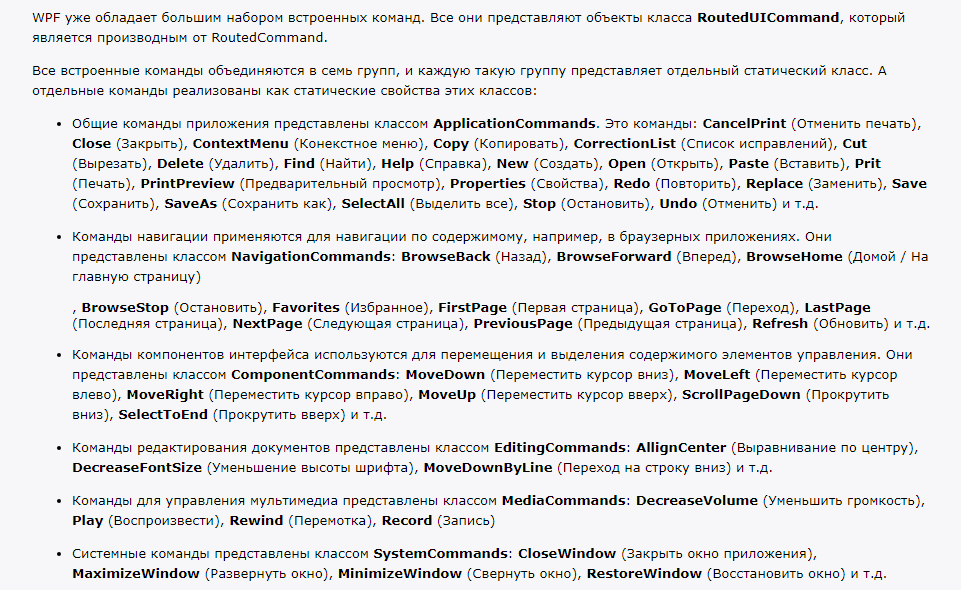 WPF уже обладает большим набором встроенных команд. Все они представляют объекты класса RoutedUICommand, который
является производным от RoutedCommand.
Все встроенные команды объединяются в семь групп, и каждую такую группу представляет отдельный статический класс. А
отдельные команды реализованы как статические свойства этих классов:
• Общие команды приложения представлены классом ApplicationCommands. Это команды: CancelPrint (Отменить печать),
Close (Закрыть), ContextMenu (Конекстное меню), Copy (Копировать), CorrectionList (Список исправлений), Cut
(Вырезать), Delete (Удалить), Find (Найти), Help (Справка), New (Создать), Open (Открыть), Paste (Вставить), Prit
(Печать), PrintPreview (Предварительный просмотр), Properties (Свойства), Redo (Повторить), Replace (Заменить), Save
(Сохранить), SaveAs (Сохранить как), SelectAll (Выделить все), Stop (Остановить), Undo (Отменить) и т.д.
• Команды навигации применяются для навигации по содержимому, например, в браузерных приложениях. Они
представлены классом NavigationCommands: BrowseBack (Назад), BrowseForward (Вперед), BrowseHome (Домой / На
главную страницу)
, BrowseStop (Остановить), Favorites (Избранное), FirstPage (Первая страница), GoToPage (Переход), LastPage
(Последняя страница), NextPage (Следующая страница), PreviousPage (Предыдущая страница), Refresh (Обновить) и т.д.
• Команды компонентов интерфейса используются для перемещения и выделения содержимого элементов управления. Они
представлены классом ComponentCommands: MoveDown (Переместить курсор вниз), MoveLeft (Переместить курсор
влево), MoveRight (Переместить курсор вправо), MoveUp (Переместить курсор вверх), ScrollPageDown (Прокрутить
вниз), SelectToEnd (Прокрутить вверх) и т.д.
• Команды редактирования документов представлены классом EditingCommands: AllignCenter (Выравнивание по центру),
DecreaseFontSize (Уменьшение высоты шрифта), MoveDownByLine (Переход на строку вниз) и т.д.
• Команды для управления мультимедиа представлены классом MediaCommands: DecreaseVolume (Уменьшить громкость),
Play (Воспроизвести), Rewind (Перемотка), Record (Запись)
• Системные команды представлены классом SystemCommands: CloseWindow (Закрыть окно приложения),
MaximizeWindow (Развернуть окно), MinimizeWindow (Свернуть окно), RestoreWindow (Восстановить окно) и т.д.